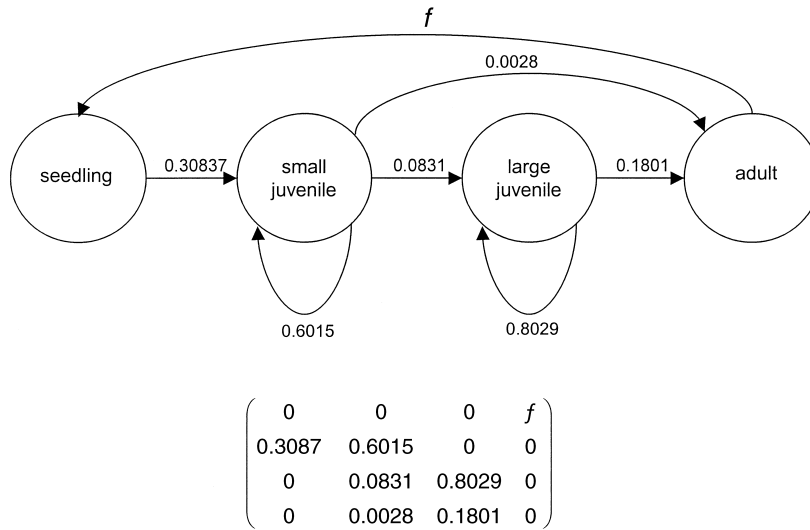 f
0.0028
seedling
0.30837
small
juvenile
0.0831
large
juvenile
0.1801
adult
0.6015
0.8029
0 0 0 f
0.3087 0.6015 0 0
0 0.0831 0.8029 0
0 0.0028 0.1801 0